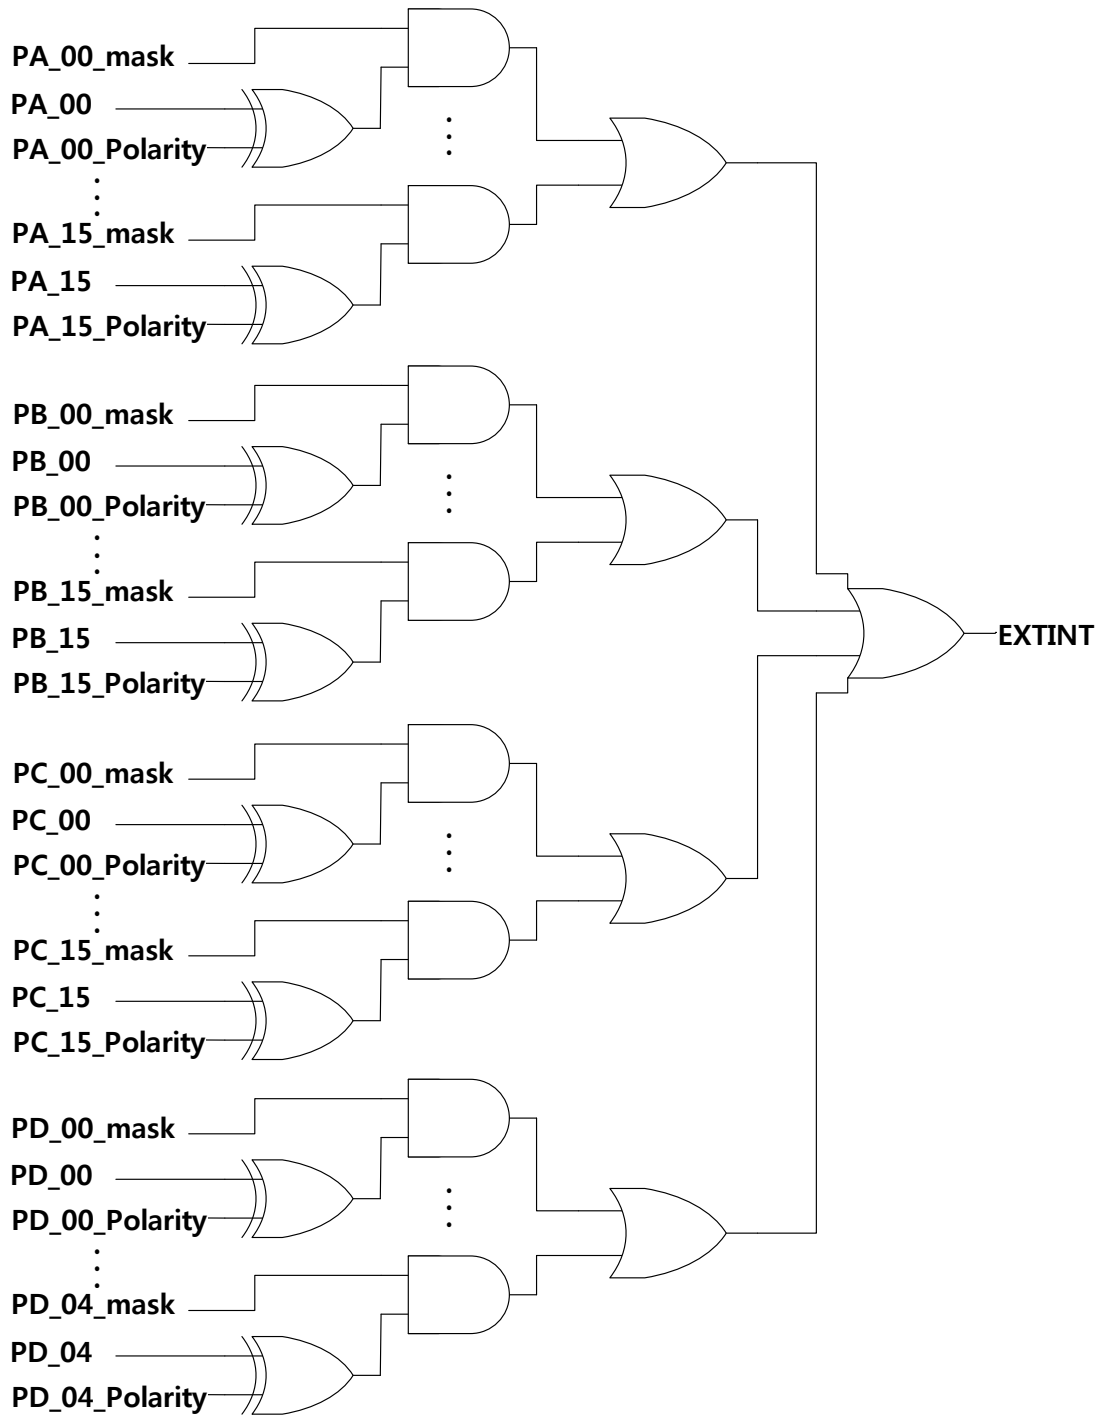 PA_00_mask
PA_00
PA_00_Polarity
PA_15_mask
PA_15
PA_15_Polarity
PB_00_mask
PB_00
PB_00_Polarity
PB_15_mask
PB_15
PB_15_Polarity
EXTINT
PC_00_mask
PC_00
PC_00_Polarity
PC_15_mask
PC_15
PC_15_Polarity
PD_00_mask
PD_00
PD_00_Polarity
PD_04_mask
PD_04
PD_04_Polarity